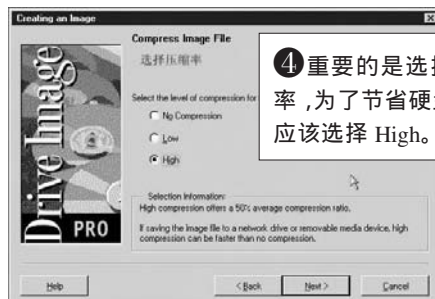 Creating an Image
Compress Image File
选择压缩率
Select the level of compression for
No Compression
Low
High
Selection Information:
High compression offers a 50% average compression ratio.
If saving the image file to a network drive or removable media device, high
compression can be faster than no compression.
Drive Image
PRO
Help
< Back
Next >
Cancel
❹重要的是选
率,为了节省硬
应该选择 High。